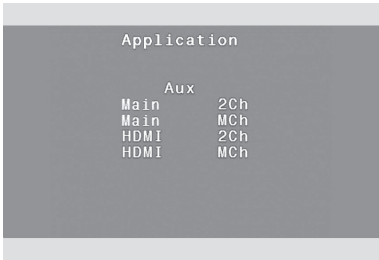 Application
Aux
Main 2Ch
Main MCh
HDMI 2Ch
HDMI MCh